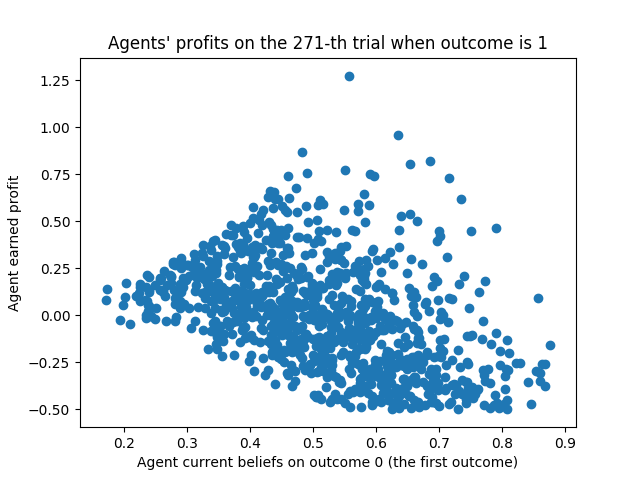 Agents' profits on the 271-th trial when outcome is 1
1.25
1.00
0.75
0.50
0.25
0.00
−0.25
−0.50
Agent earned profit
0.2 0.3 0.4 0.5 0.6 0.7 0.8 0.9
Agent current beliefs on outcome 0 (the first outcome)